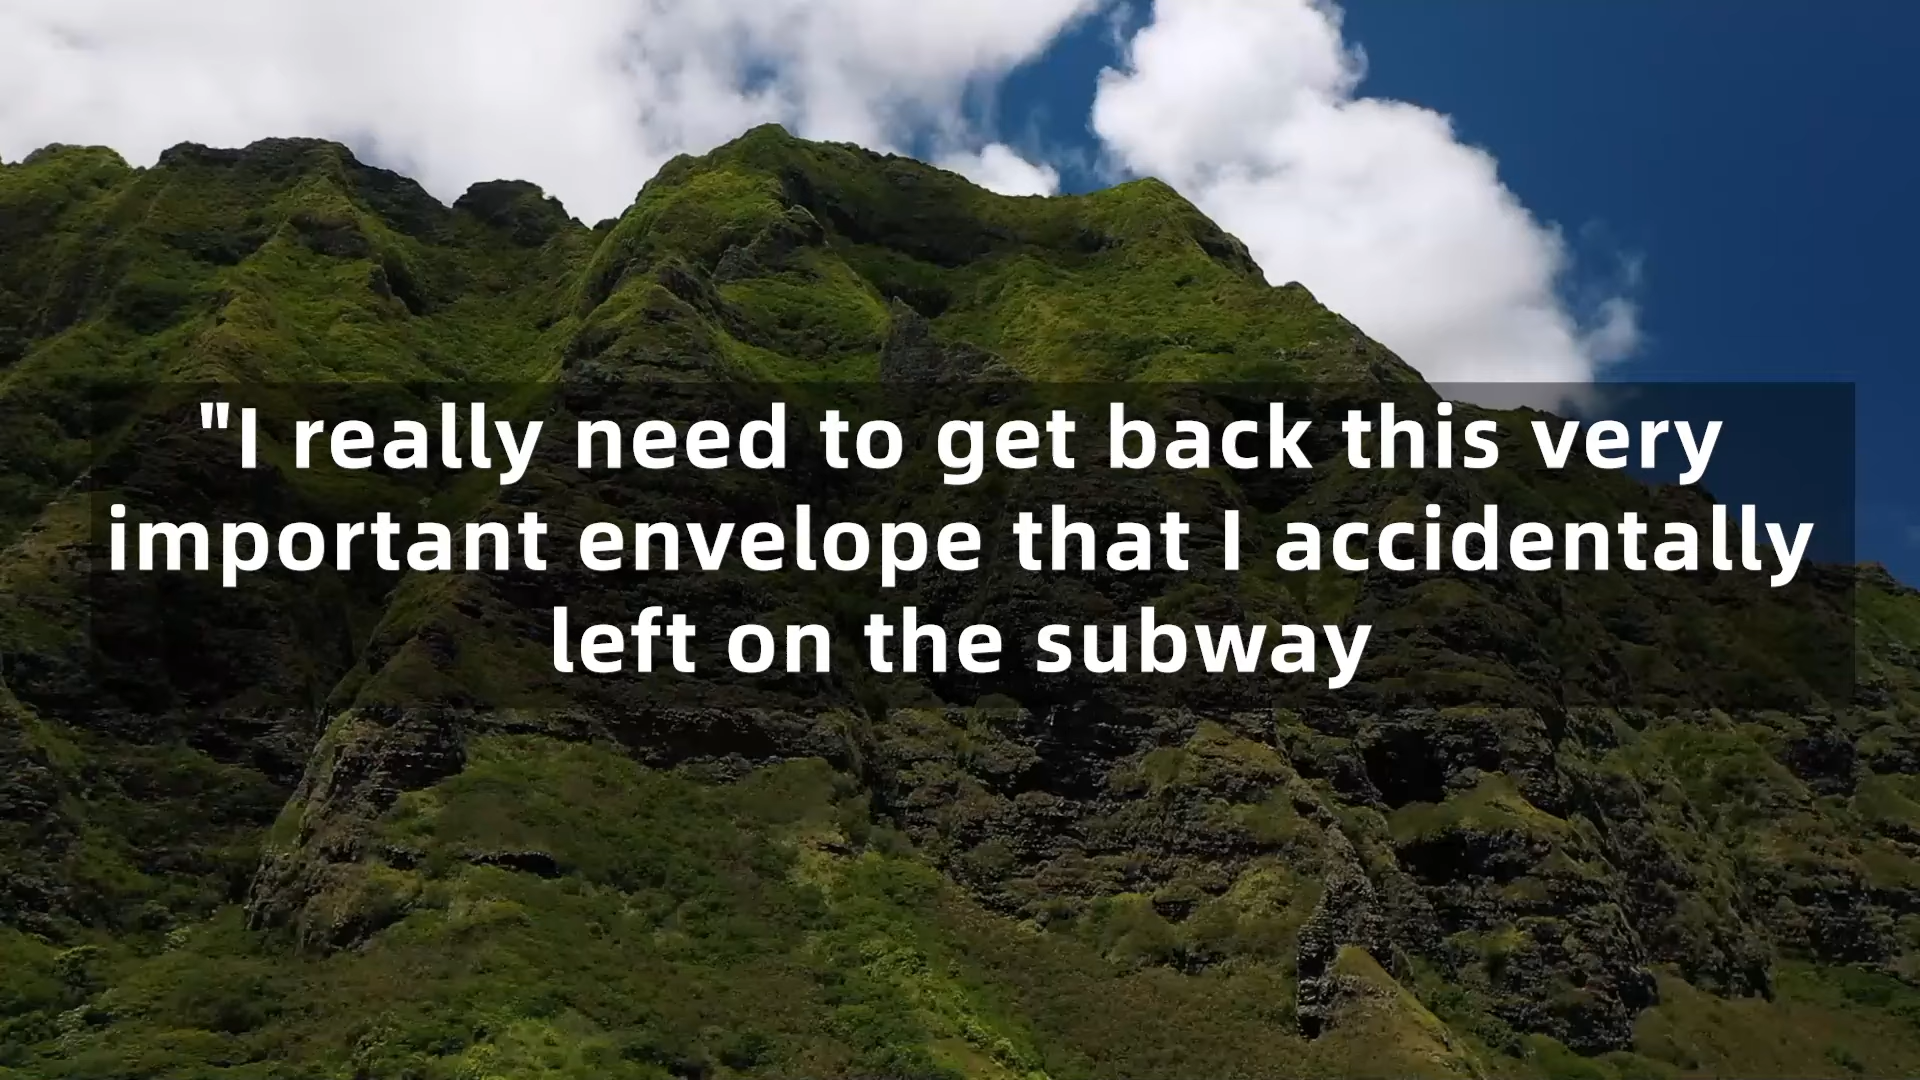 "I really need to get back this very
important envelope that I accidentally
left on the subway